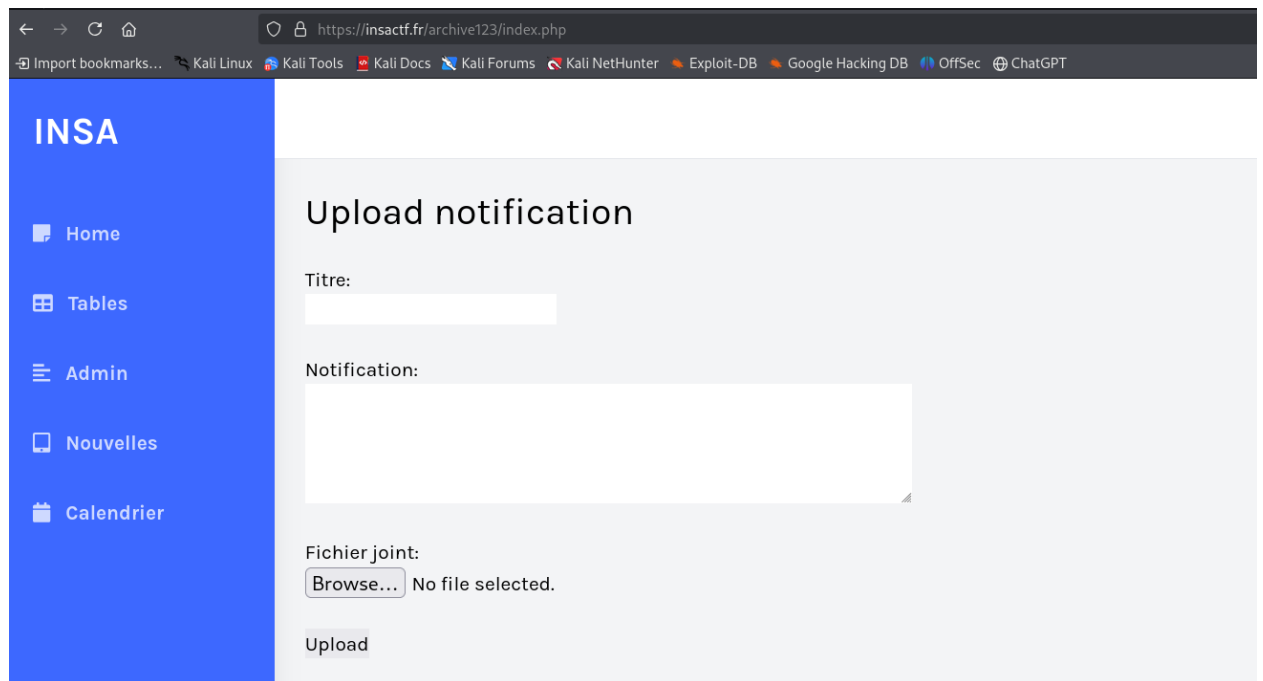 https://insactf.fr/archive123/index.php
Import bookmarks... Kali Linux Kali Tools Kali Docs Kali Forums Kali NetHunter Exploit-DB Google Hacking DB OffSec ChatGPT
INSA
Home
Tables
Admin
Nouvelles
Calendrier
Upload notification
Titre:
Notification:
Fichier joint:
Browse... No file selected.
Upload